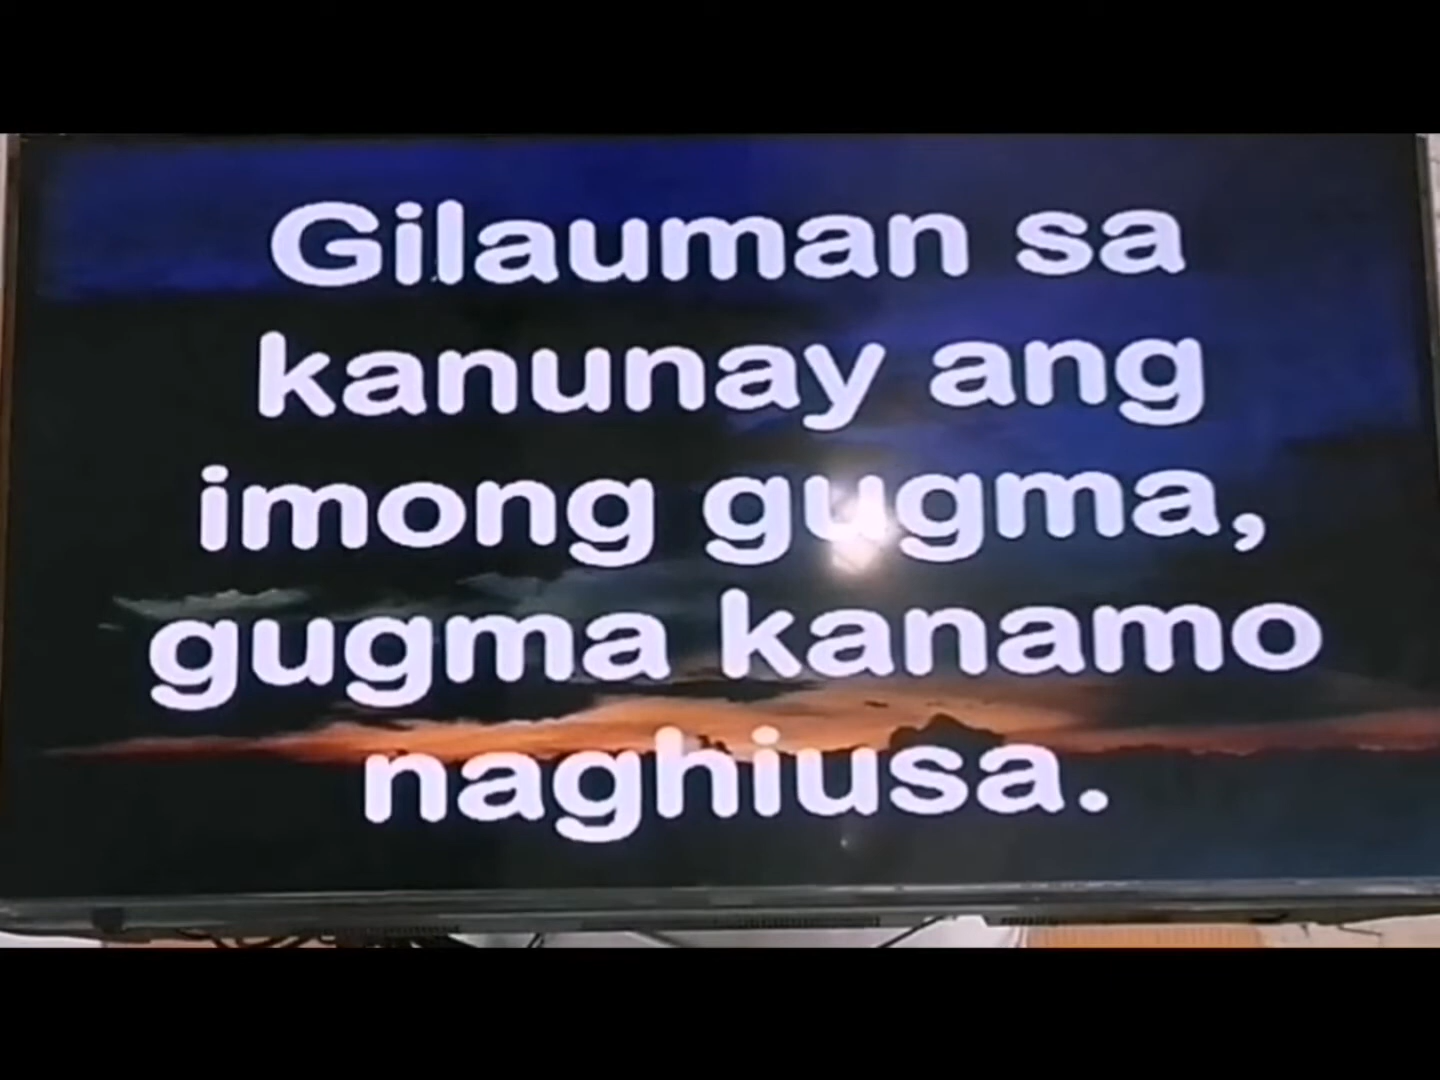 Gilauman sa
kanunay ang
imong gugma,
gugma kanamo
naghiusa.